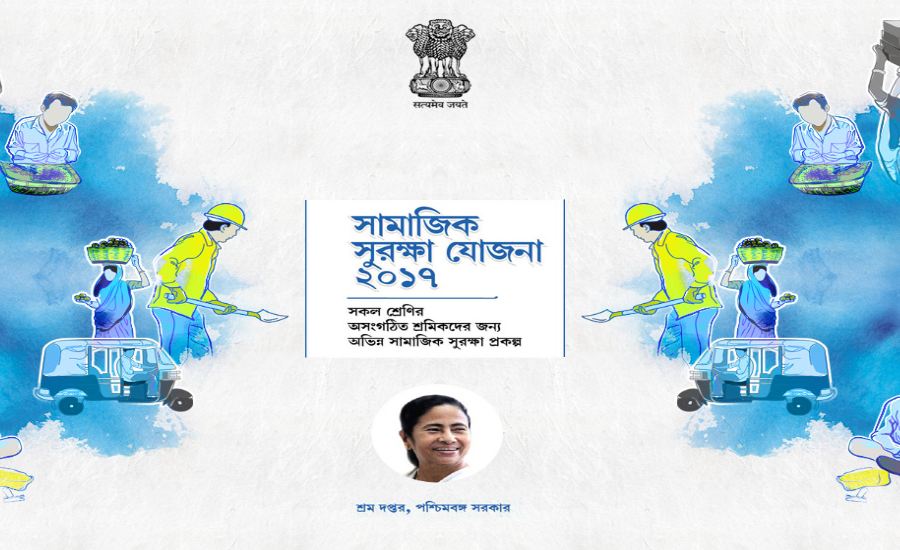 सत्यमेव जयते
সামাজিক
সুরক্ষা যোজনা
২০১৭
সকল শ্রেণির
অসংগঠিত শ্রমিকদের জন্য
অভিন্ন সামাজিক সুরক্ষা প্রকল্প
শ্রম দপ্তর, পশ্চিমবঙ্গ সরকার